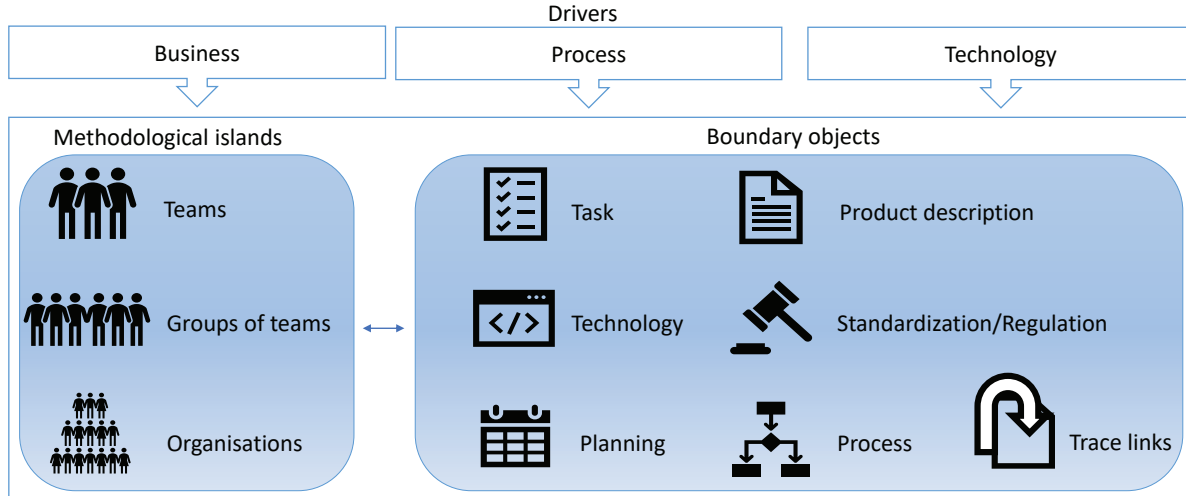 Drivers
Business
Process
Technology
Methodological islands
Boundary objects
Teams
Task
Product description
Groups of teams
</>
Technology
Standardization/Regulation
Organisations
Planning
Process
Trace links